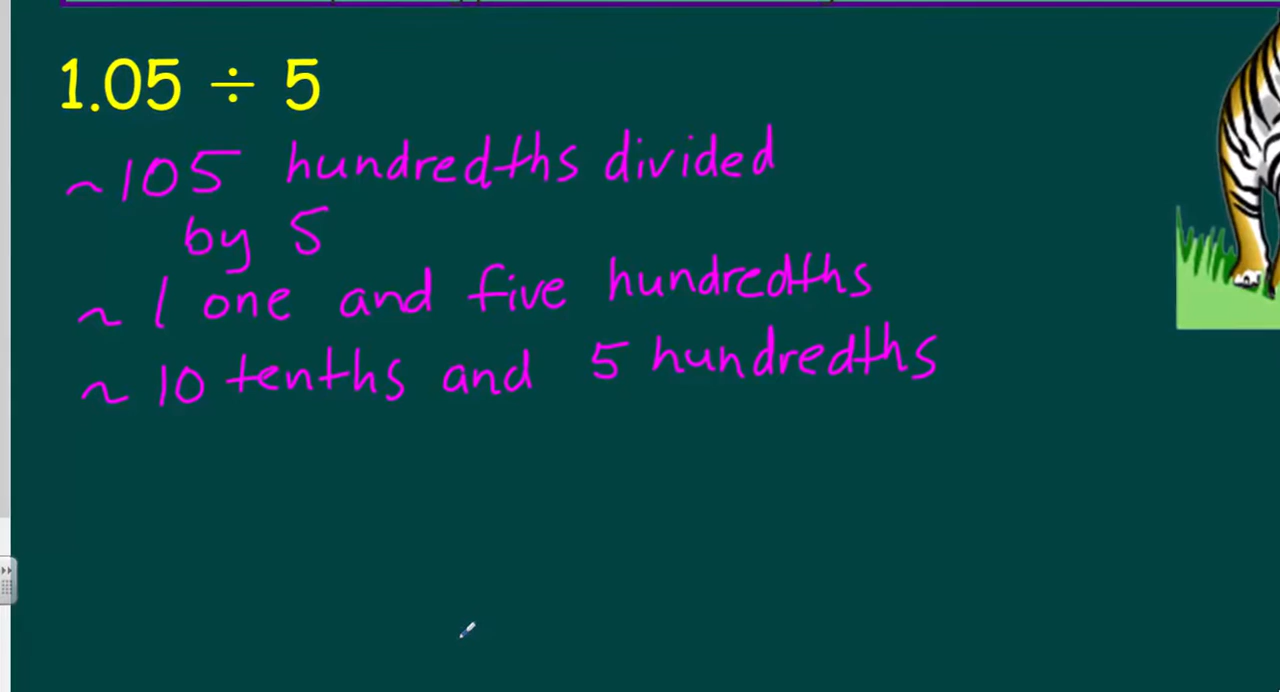 1.05 ÷ 5
~105 hundredths divided
by 5
~ 1 one and five hundredths
~ 10 tenths and 5 hundredths